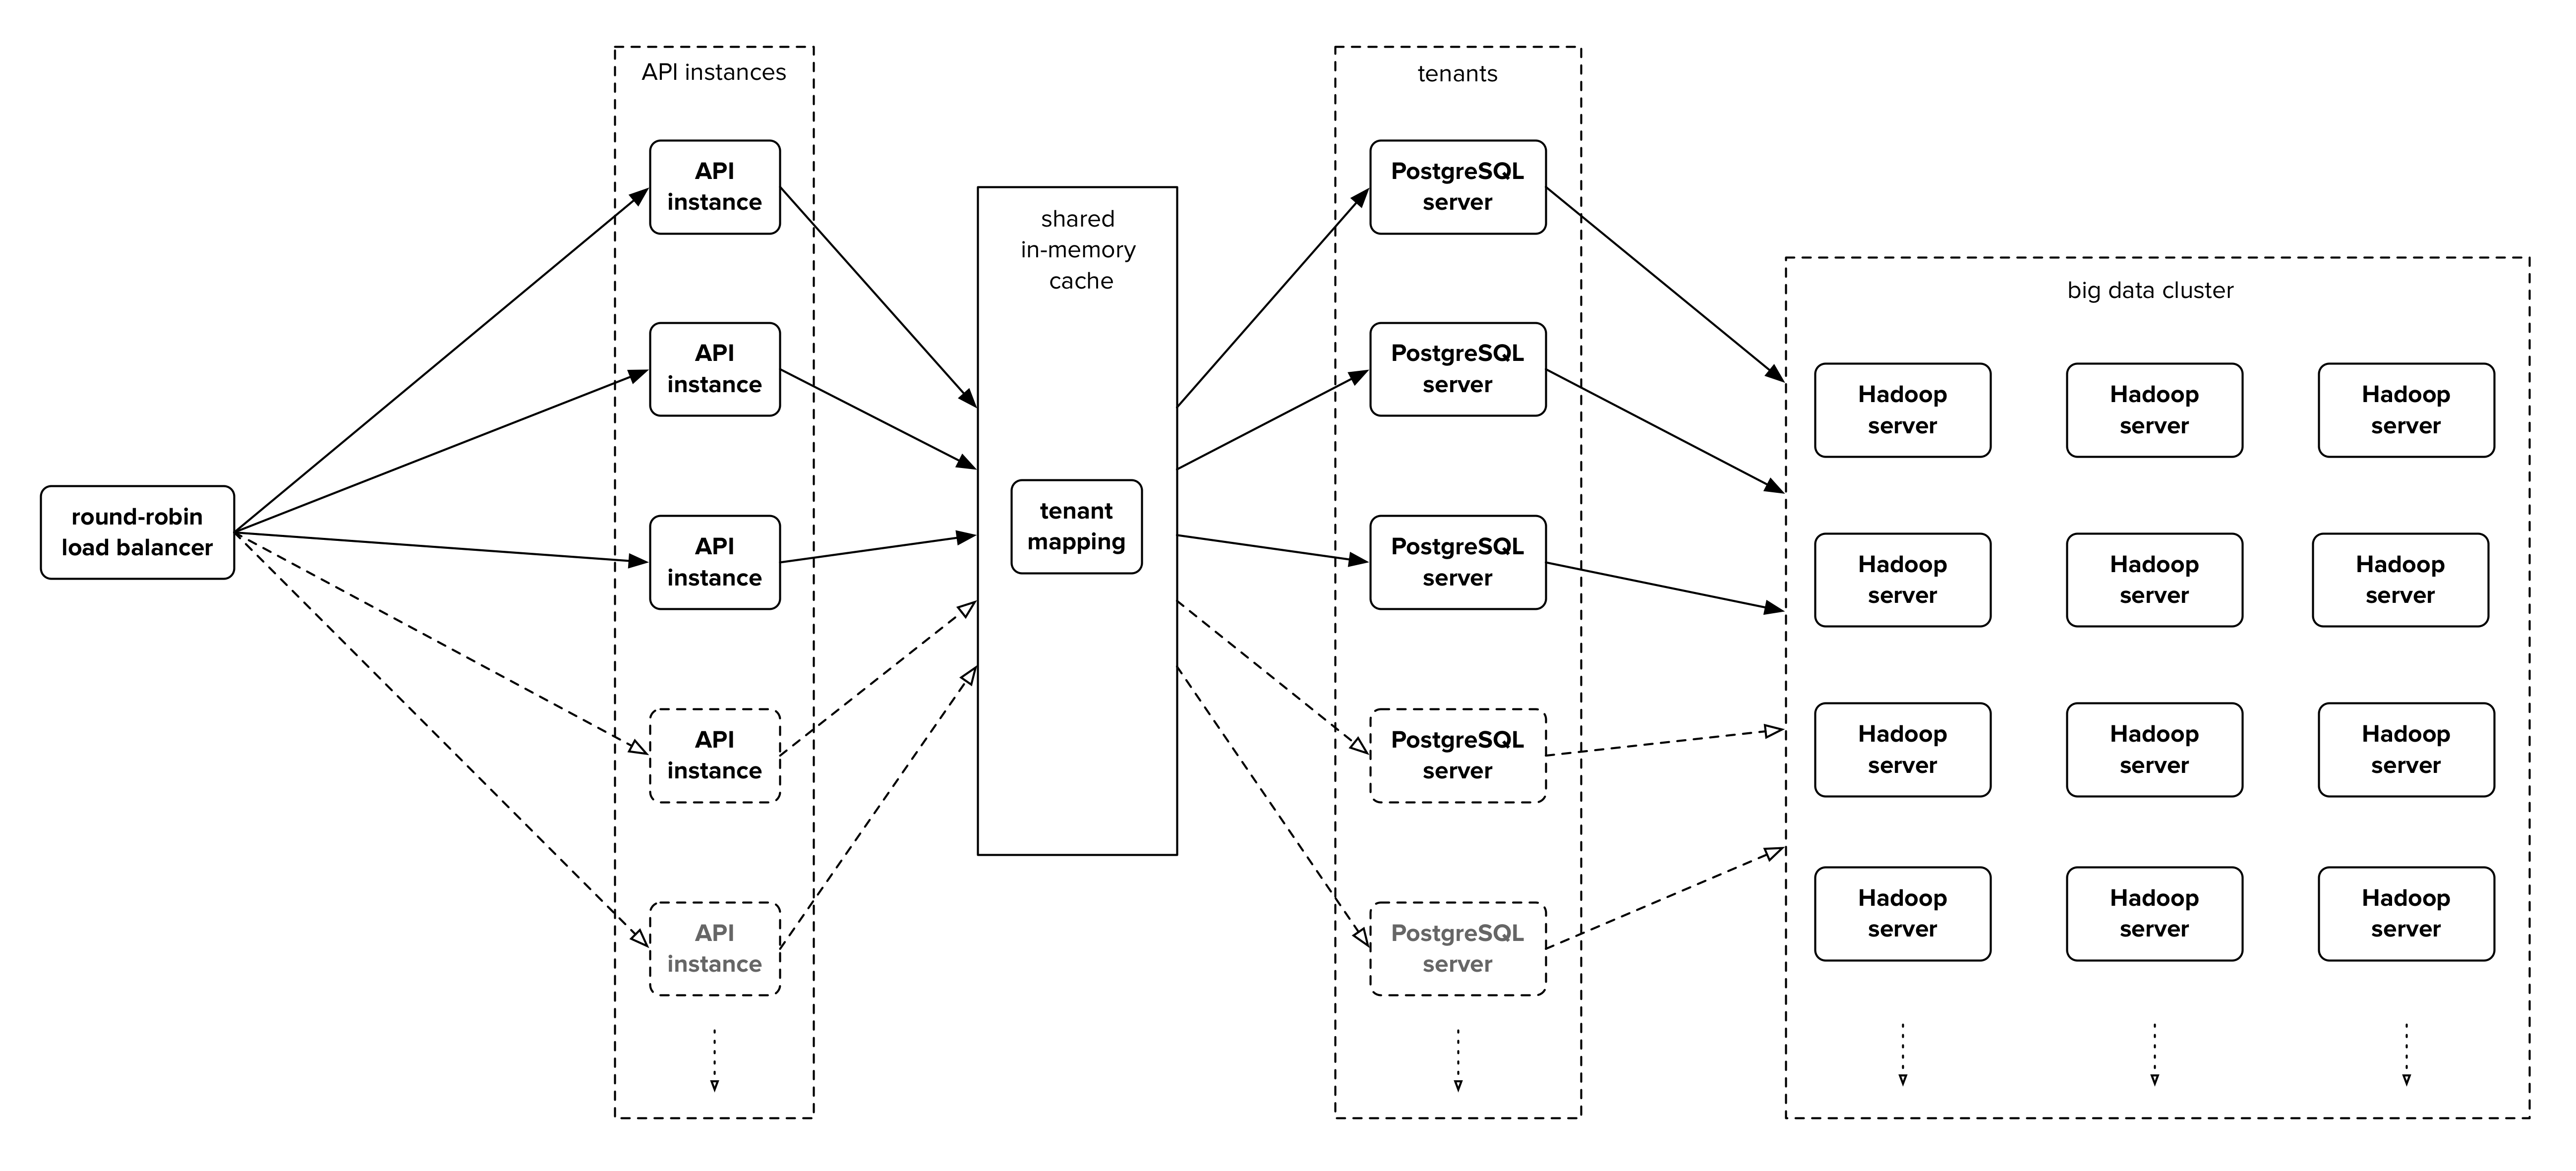 API instances
tenants
API
instance
PostgreSQL
server
shared
in-memory
cache
big data cluster
API
instance
PostgreSQL
server
Hadoop
server
Hadoop
server
Hadoop
server
round-robin
load balancer
API
instance
tenant
mapping
PostgreSQL
server
Hadoop
server
Hadoop
server
Hadoop
server
API
instance
PostgreSQL
server
Hadoop
server
Hadoop
server
Hadoop
server
API
instance
PostgreSQL
server
Hadoop
server
Hadoop
server
Hadoop
server